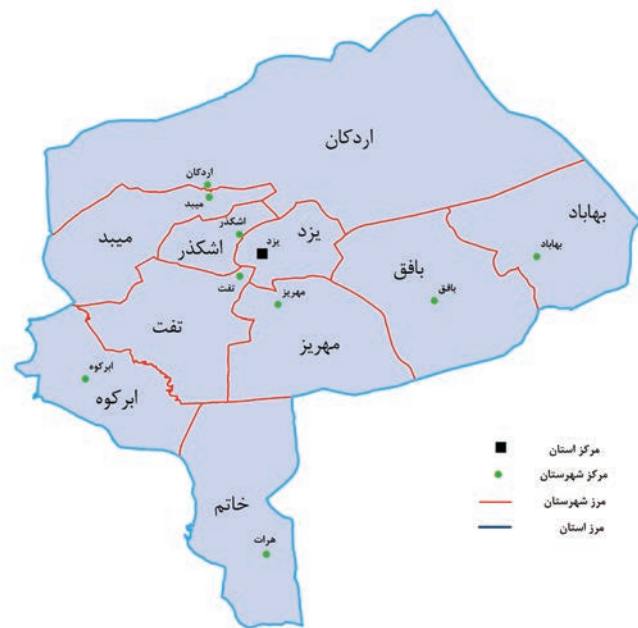 اردکان
اردکان
میبد
بهاباد
اشکذر
یزد
میبد
اشکذر
یزد
بهاباد
بافق
تفت
مهریز
بافق
تفت
مهریز
ابرکوه
ابرکوه
مرکز استان
مرکز شهرستان
خاتم
مرز شهرستان
مرز استان
هرات